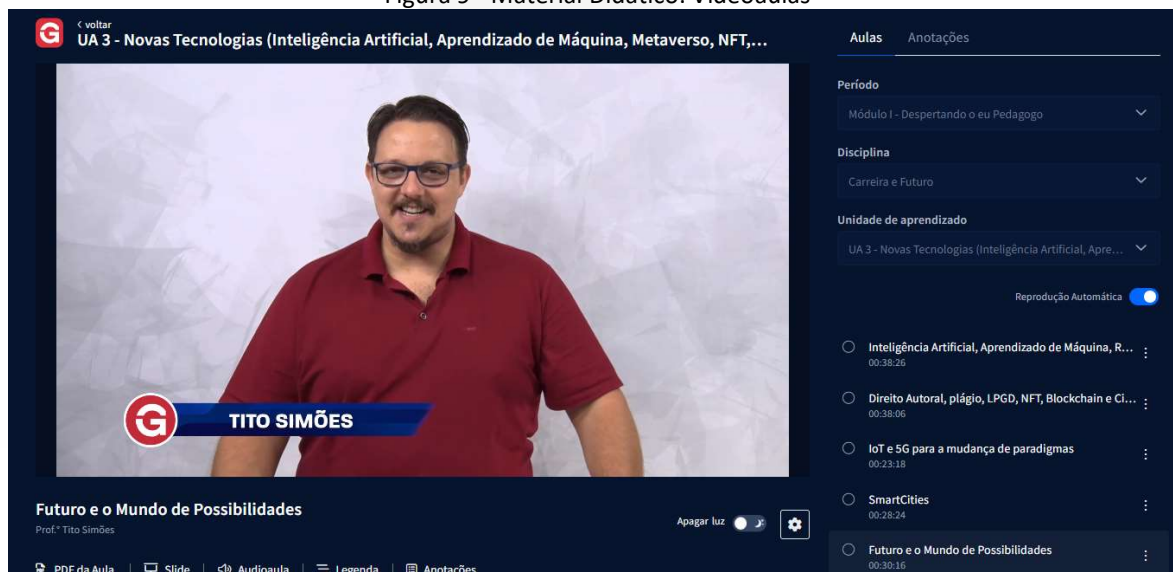 Figura 5 - Material Didático: Videoaulas
G
voltar
UA 3 - Novas Tecnologias (Inteligência Artificial, Aprendizado de Máquina, Metaverso, NFT,...
G
TITO SIMÕES
Futuro e o Mundo de Possibilidades
Prof.º Tito Simões
Apagar luz
PDF da Aula | Slide | Audioaula | Legenda | Anotações
Aulas Anotações
Período
Módulo I - Despertando o eu Pedagogo
Disciplina
Carreira e Futuro
Unidade de aprendizado
UA 3 - Novas Tecnologias (Inteligência Artificial, Apre...
Reprodução Automática
Inteligência Artificial, Aprendizado de Máquina, R...
00:38:26
Direito Autoral, plágio, LPGD, NFT, Blockchain e Ci...
00:38:06
IoT e 5G para a mudança de paradigmas
00:23:18
SmartCities
00:28:24
Futuro e o Mundo de Possibilidades
00:30:16